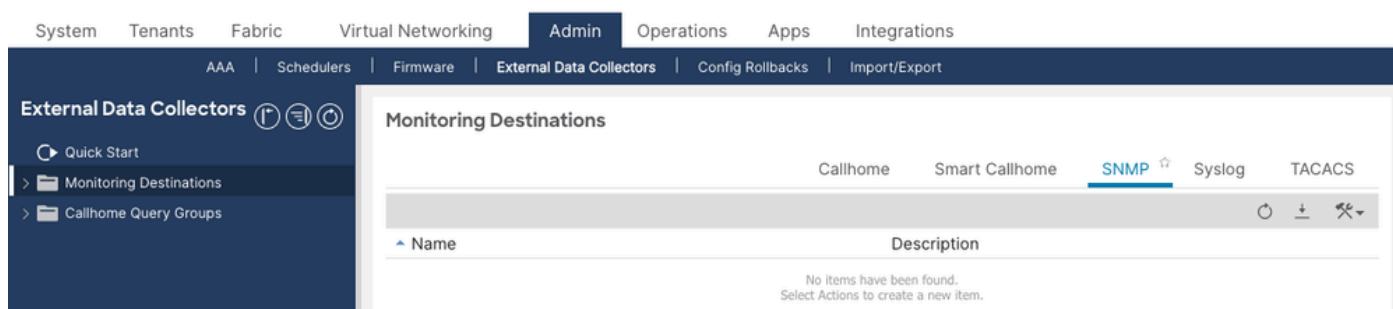 System Tenants Fabric Virtual Networking Admin Operations Apps Integrations
AAA | Schedulers | Firmware | External Data Collectors | Config Rollbacks | Import/Export
External Data Collectors
Quick Start
Monitoring Destinations
Callhome Query Groups
Monitoring Destinations
Callhome Smart Callhome SNMP Syslog TACACS
Name Description
No items have been found.
Select Actions to create a new item.